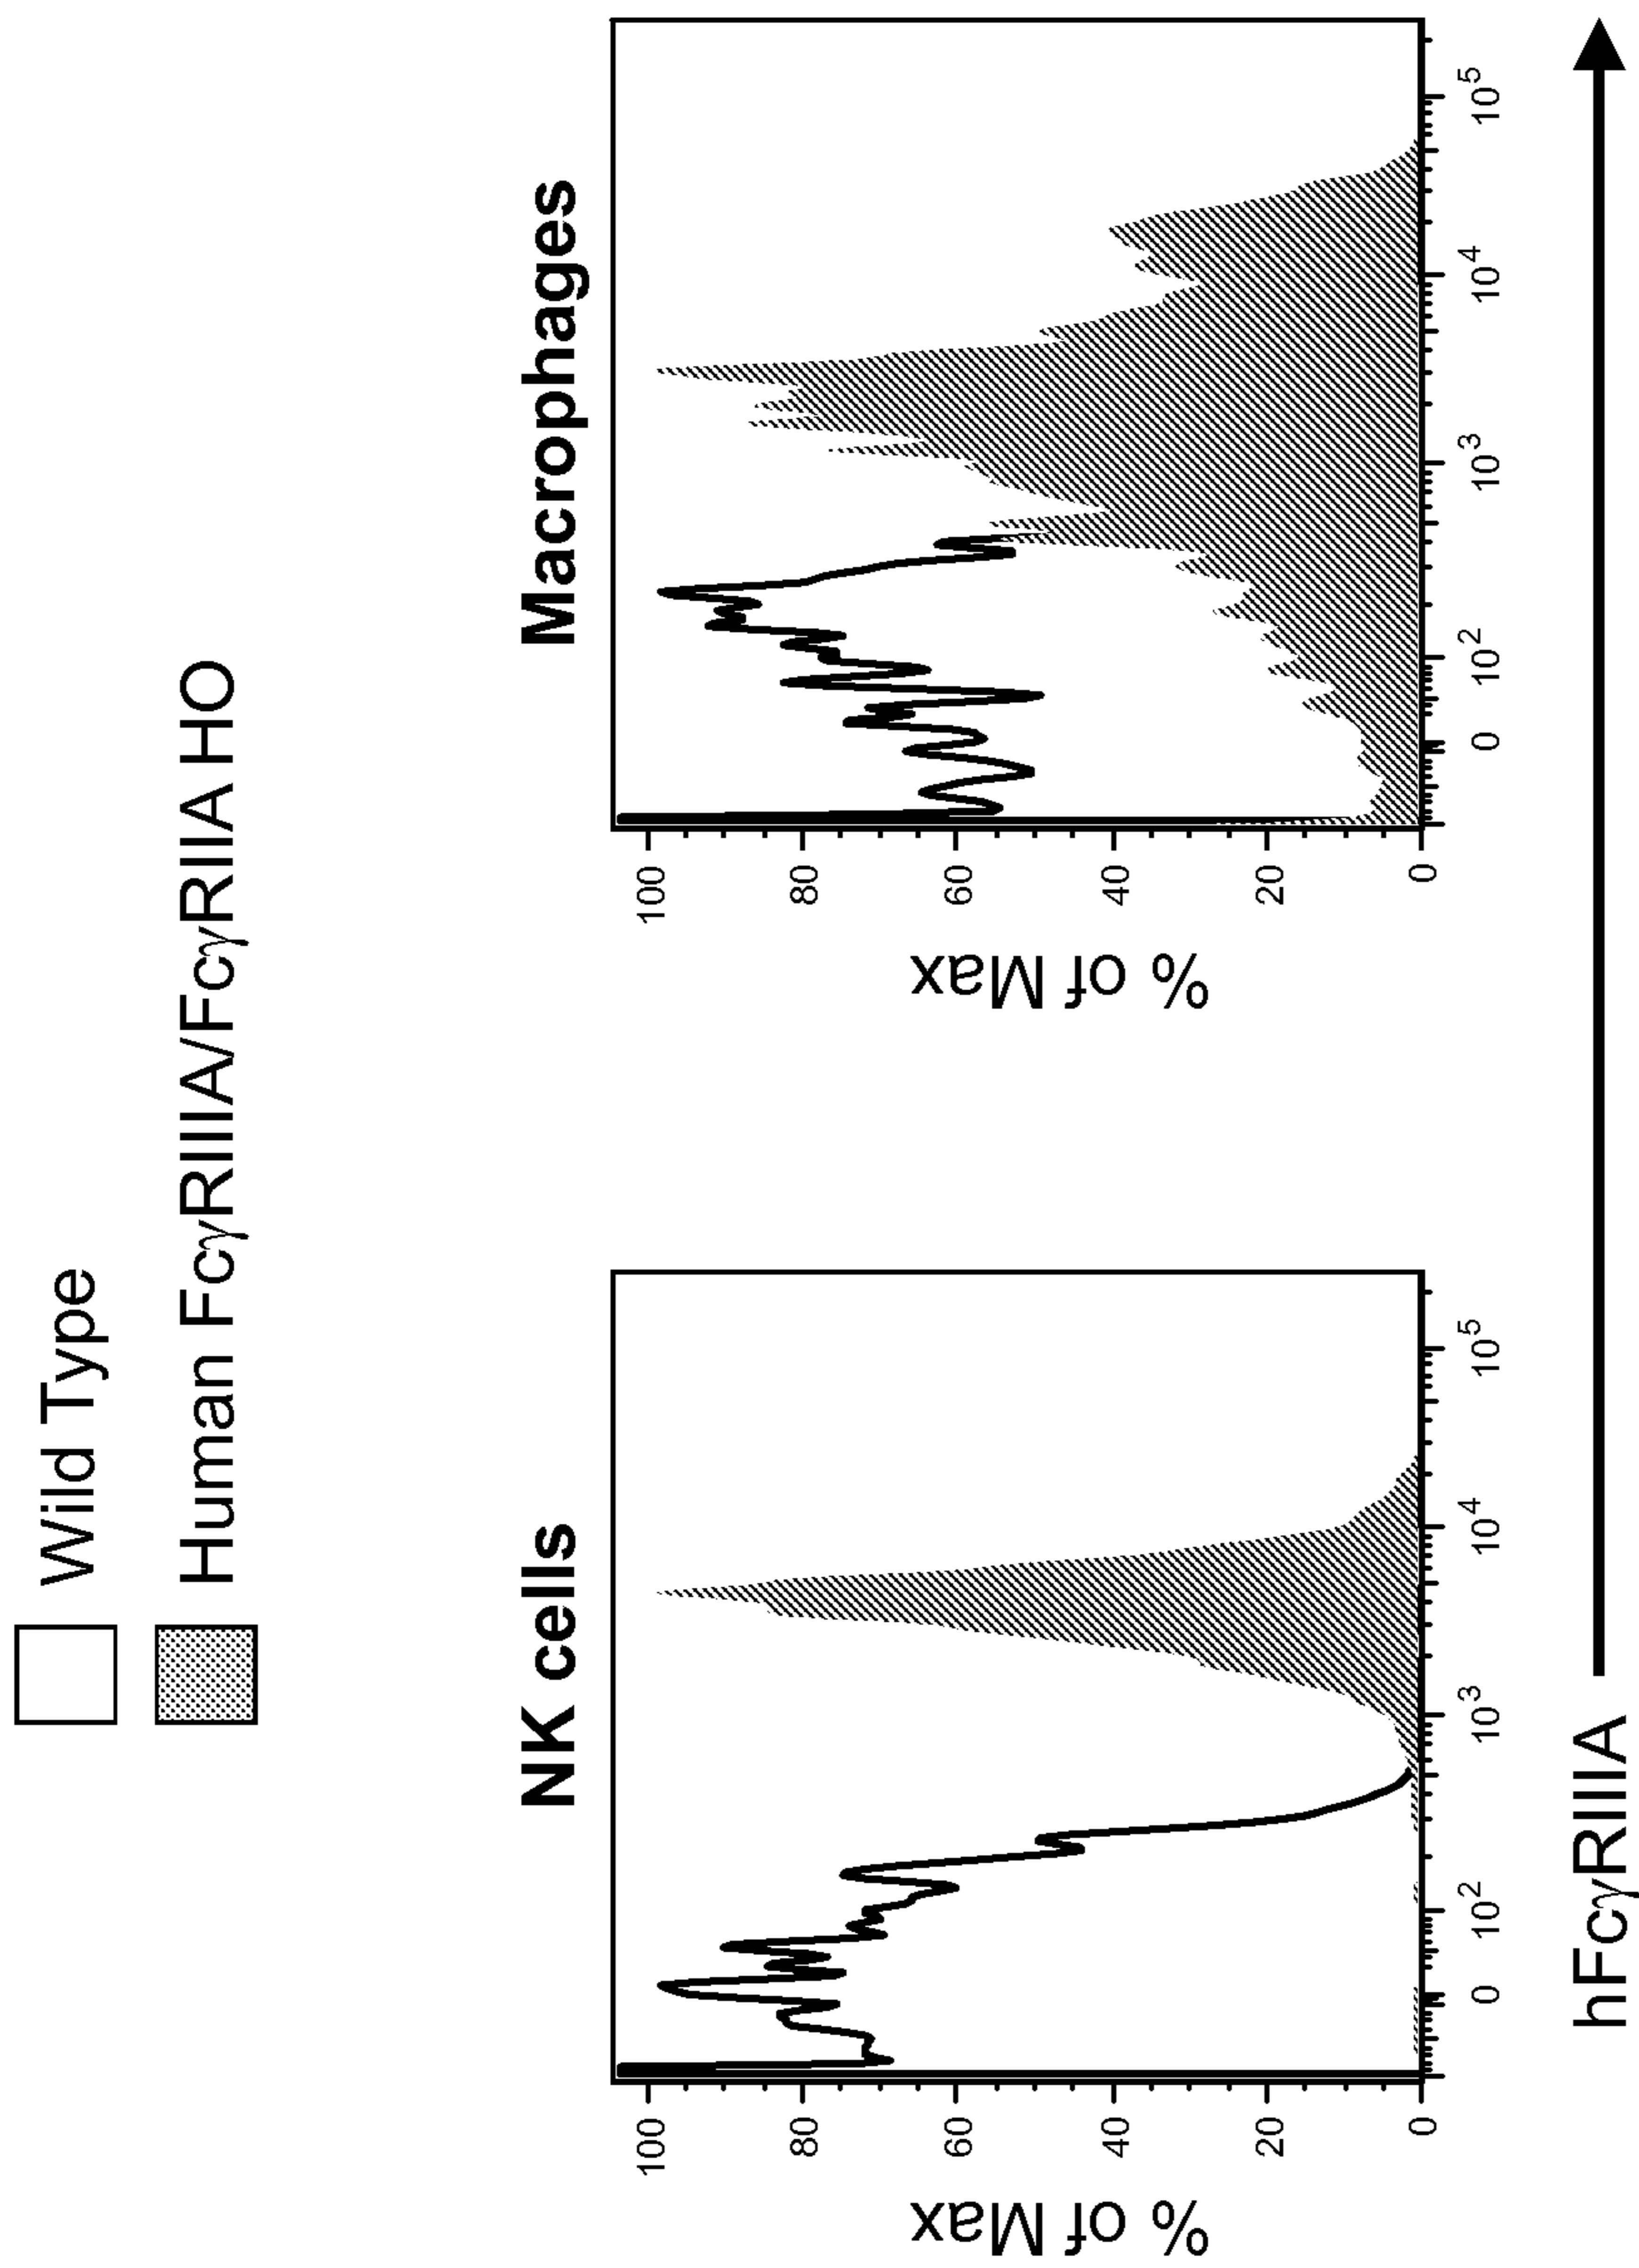 Wild Type
Human FcγRIIIA/FcγRIIA HO
NK cells
% of Max
100
80
60
40
20
0
0 10² 10³ 10⁴ 10⁵
Macrophages
% of Max
100
80
60
40
20
0
0 10² 10³ 10⁴ 10⁵
hFcγRIIIA